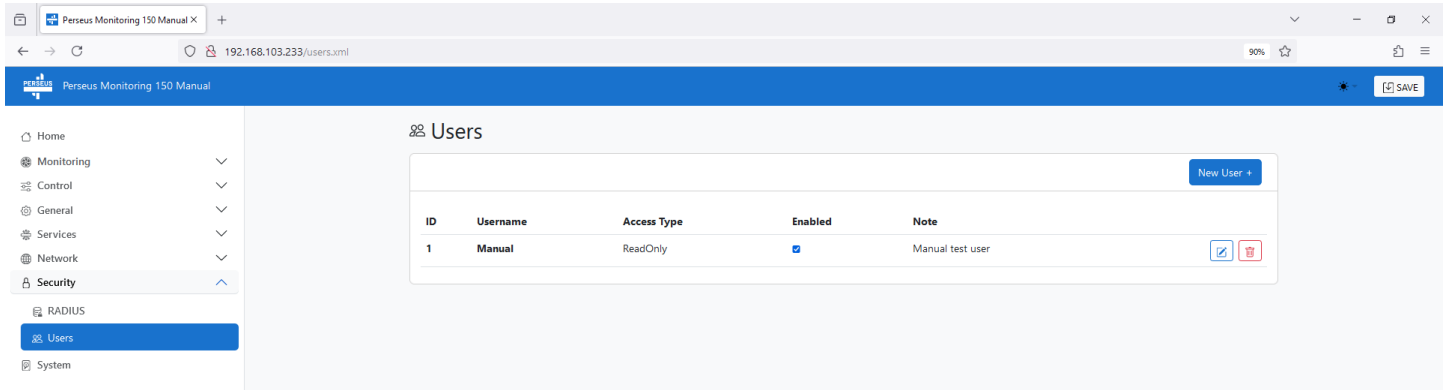 Perseus Monitoring 150 Manual
192.168.103.233/users.xml
90%
PERSEUS
Perseus Monitoring 150 Manual
SAVE
Home
Monitoring
Control
General
Services
Network
Security
RADIUS
Users
System
Users
New User +
ID Username Access Type Enabled Note
1 Manual ReadOnly Manual test user